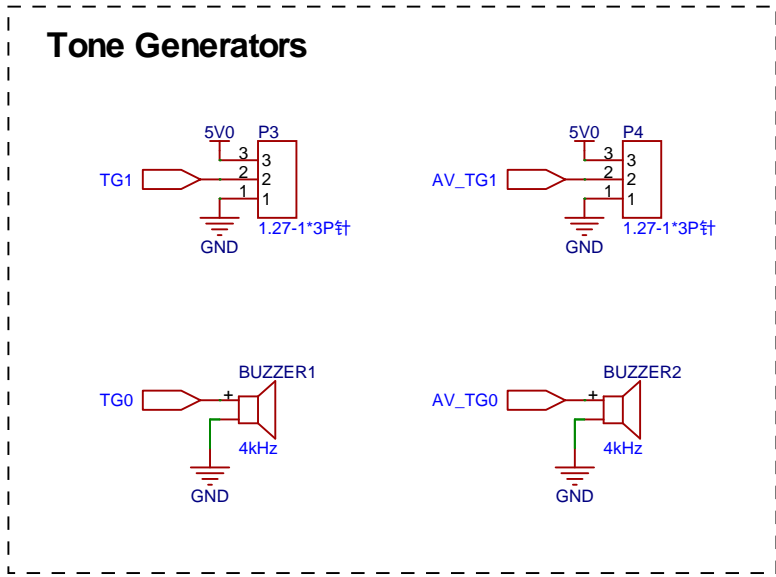 Tone Generators
5V0 P3
3 3
TG1 2 2
1 1
GND 1.27-1*3P针
5V0 P4
3 3
AV_TG1 2 2
1 1
GND 1.27-1*3P针
BUZZER1
TG0 +
4kHz
GND
BUZZER2
AV_TG0 +
4kHz
GND